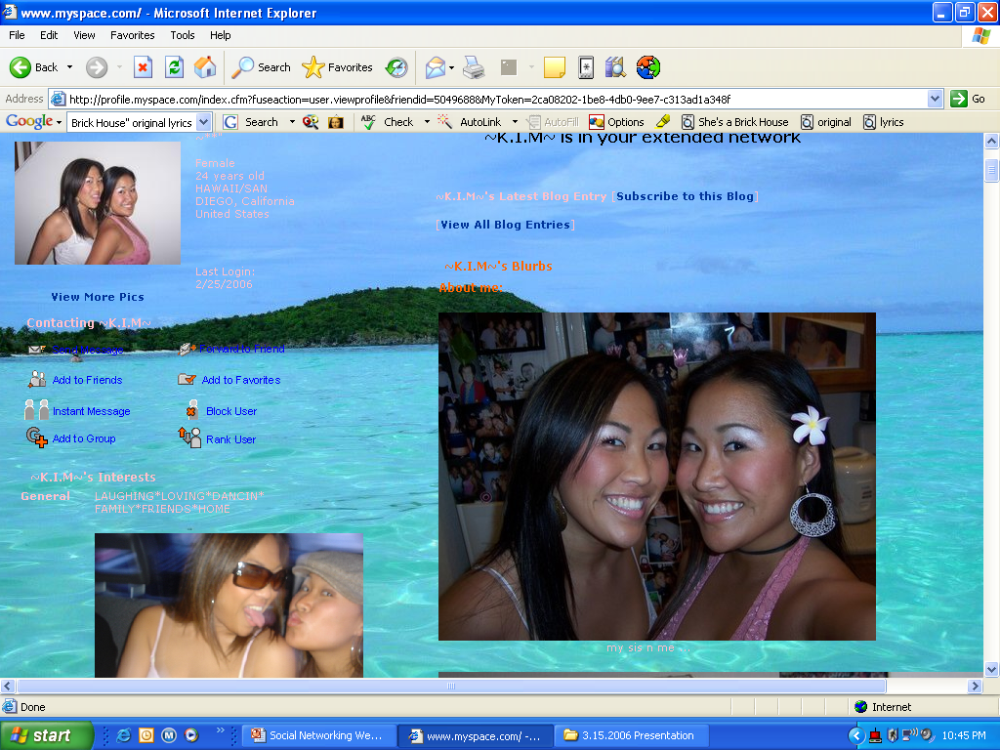 www.myspace.com/ - Microsoft Internet Explorer
File Edit View Favorites Tools Help
Back Search Favorites
Address http://profile.myspace.com/index.cfm?fuseaction=user.viewprofile&friendid=5049688&MyToken=2ca08202-1be8-4db0-9ee7-c313ad1a348f Go
Google Brick House" original lyrics Search Check AutoLink AutoFill Options She's a Brick House original lyrics
~K.I.M~ is in your extended network
Female
24 years old
HAWAII/SAN
DIEGO, California
United States
Last Login:
2/25/2006
View More Pics
Contacting ~K.I.M~
Send Message Forward to Friend
Add to Friends Add to Favorites
Instant Message Block User
Add to Group Rank User
~K.I.M~'s Interests
General LAUGHING*LOVING*DANCIN*
FAMILY*FRIENDS*HOME
~K.I.M~'s Latest Blog Entry [Subscribe to this Blog]
[View All Blog Entries]
~K.I.M~'s Blurbs
About me:
my sis n me
Done Internet
start Social Networking We... www.myspace.com/ -... 3.15.2006 Presentation 10:45 PM